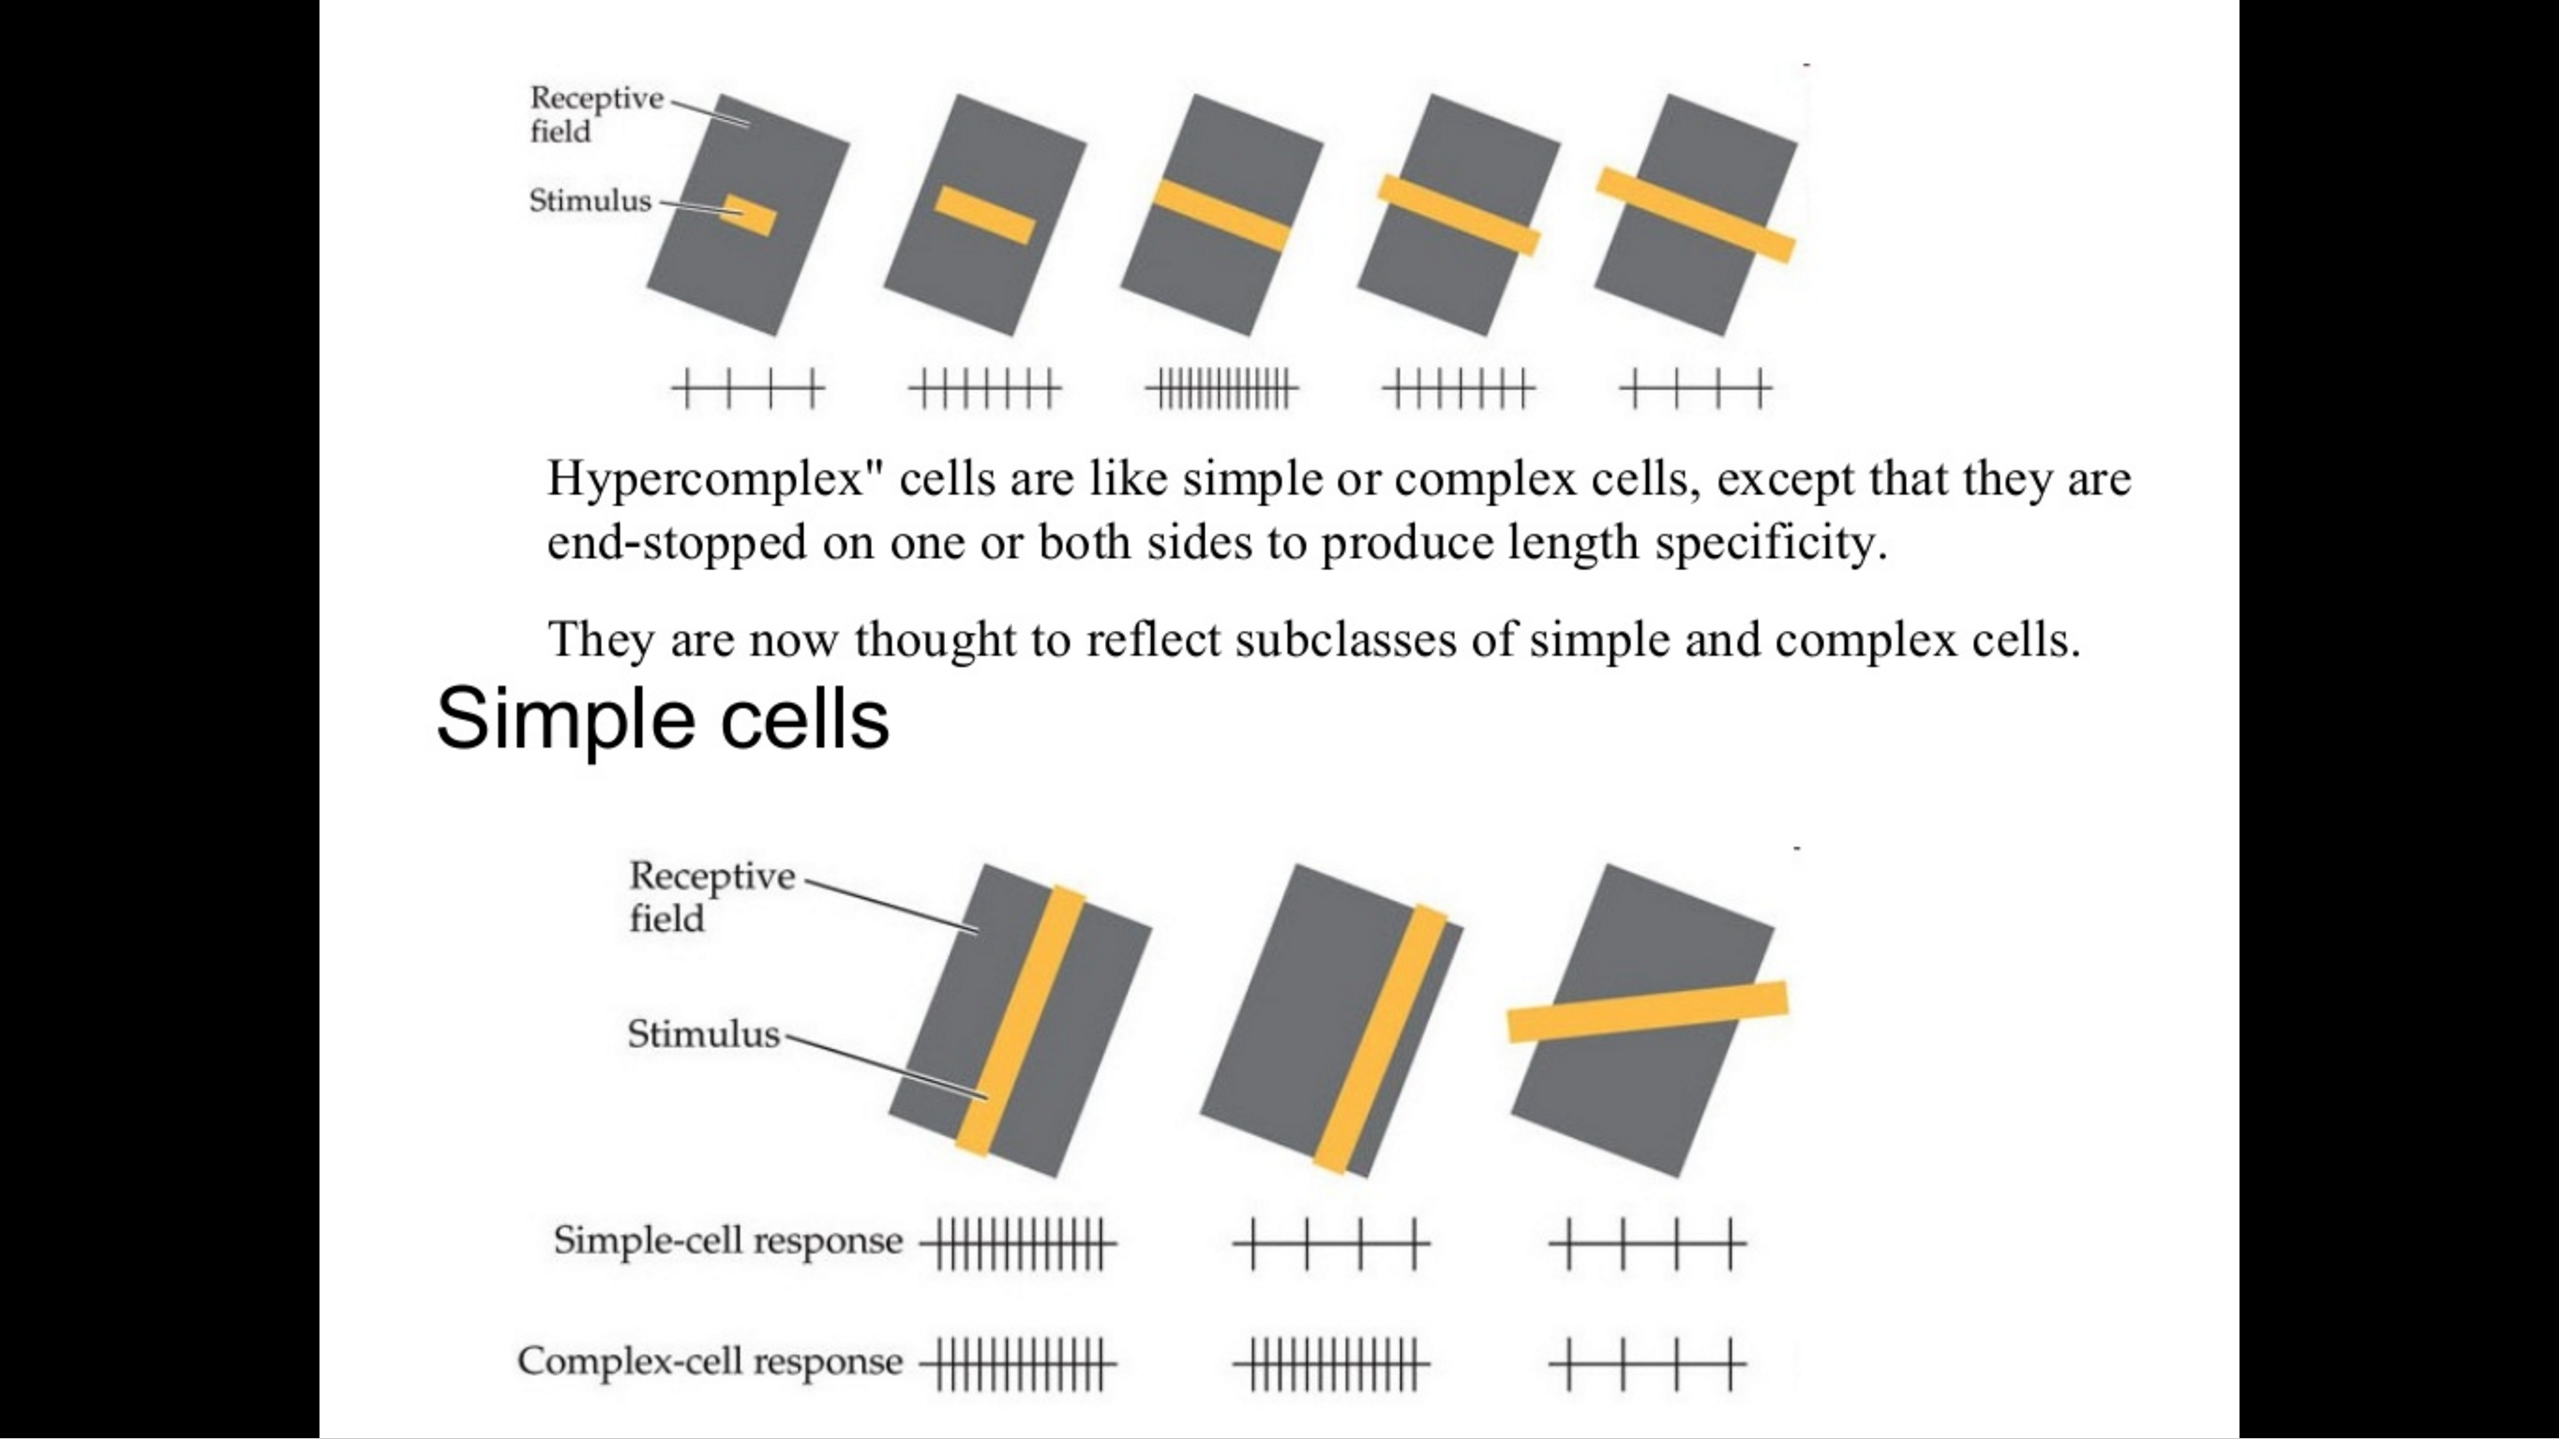 Receptive
field
Stimulus
Hypercomplex" cells are like simple or complex cells, except that they are
end-stopped on one or both sides to produce length specificity.
They are now thought to reflect subclasses of simple and complex cells.
Simple cells
Receptive
field
Stimulus
Simple-cell response
Complex-cell response